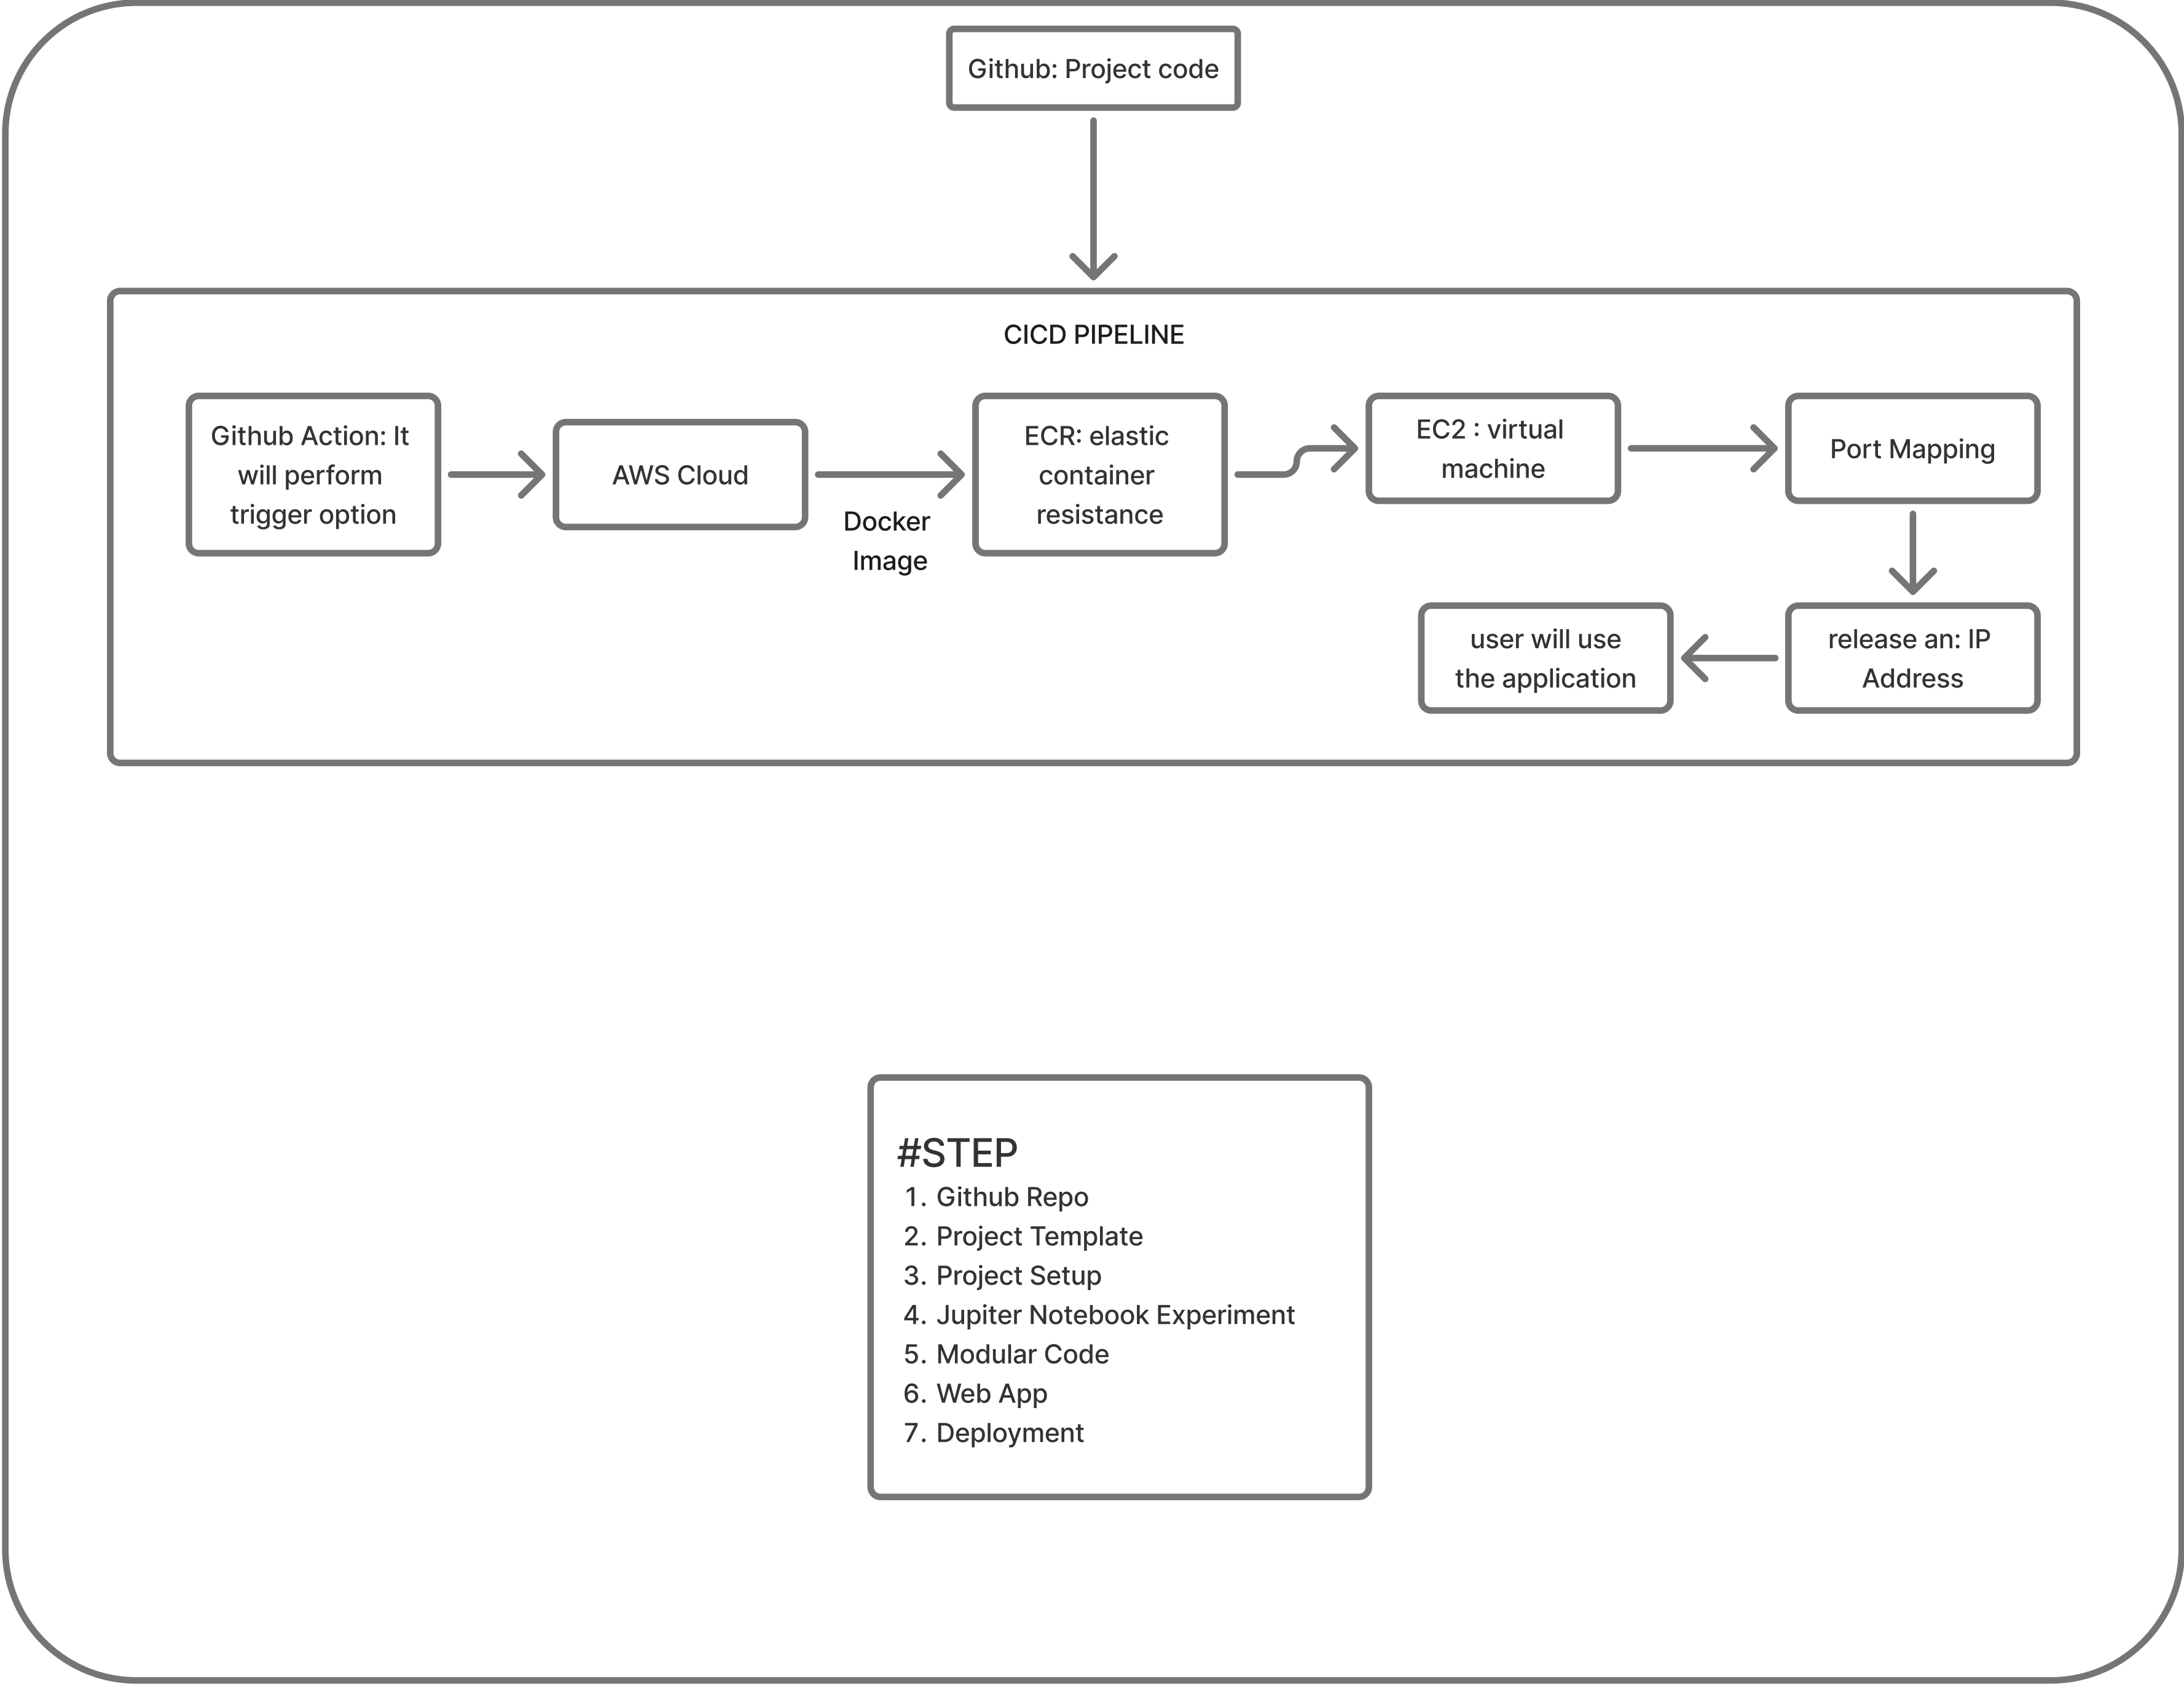 Github: Project code
CICD PIPELINE
Github Action: It
will perform
trigger option
AWS Cloud
Docker
Image
ECR: elastic
container
resistance
EC2 : virtual
machine
Port Mapping
release an: IP
Address
user will use
the application
#STEP
1. Github Repo
2. Project Template
3. Project Setup
4. Jupiter Notebook Experiment
5. Modular Code
6. Web App
7. Deployment